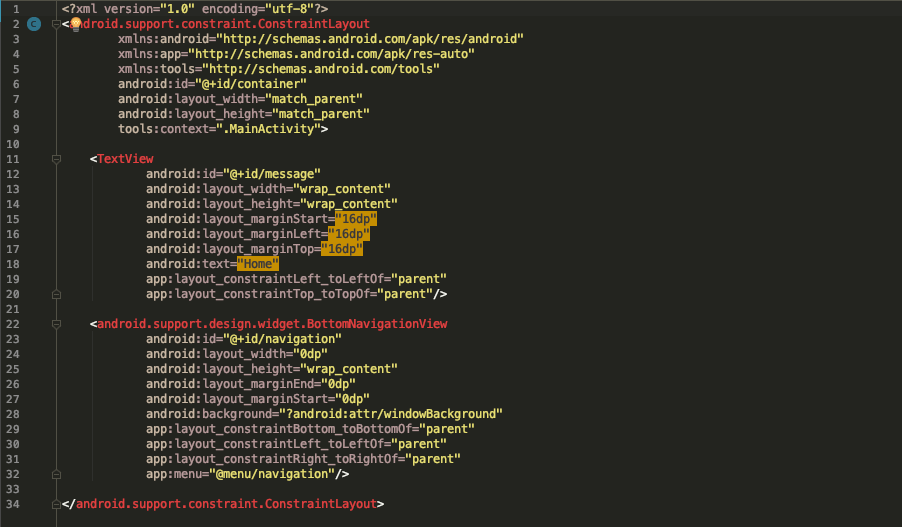 1 <?xml version="1.0" encoding="utf-8"?>
2 C <android.support.constraint.ConstraintLayout
3 xmlns:android="http://schemas.android.com/apk/res/android"
4 xmlns:app="http://schemas.android.com/apk/res-auto"
5 xmlns:tools="http://schemas.android.com/tools"
6 android:id="@+id/container"
7 android:layout_width="match_parent"
8 android:layout_height="match_parent"
9 tools:context=".MainActivity">
10
11 <TextView
12 android:id="@+id/message"
13 android:layout_width="wrap_content"
14 android:layout_height="wrap_content"
15 android:layout_marginStart="16dp"
16 android:layout_marginLeft="16dp"
17 android:layout_marginTop="16dp"
18 android:text="Home"
19 app:layout_constraintLeft_toLeftOf="parent"
20 app:layout_constraintTop_toTopOf="parent"/>
21
22 <android.support.design.widget.BottomNavigationView
23 android:id="@+id/navigation"
24 android:layout_width="0dp"
25 android:layout_height="wrap_content"
26 android:layout_marginEnd="0dp"
27 android:layout_marginStart="0dp"
28 android:background="?android:attr/windowBackground"
29 app:layout_constraintBottom_toBottomOf="parent"
30 app:layout_constraintLeft_toLeftOf="parent"
31 app:layout_constraintRight_toRightOf="parent"
32 app:menu="@menu/navigation"/>
33
34 </android.support.constraint.ConstraintLayout>